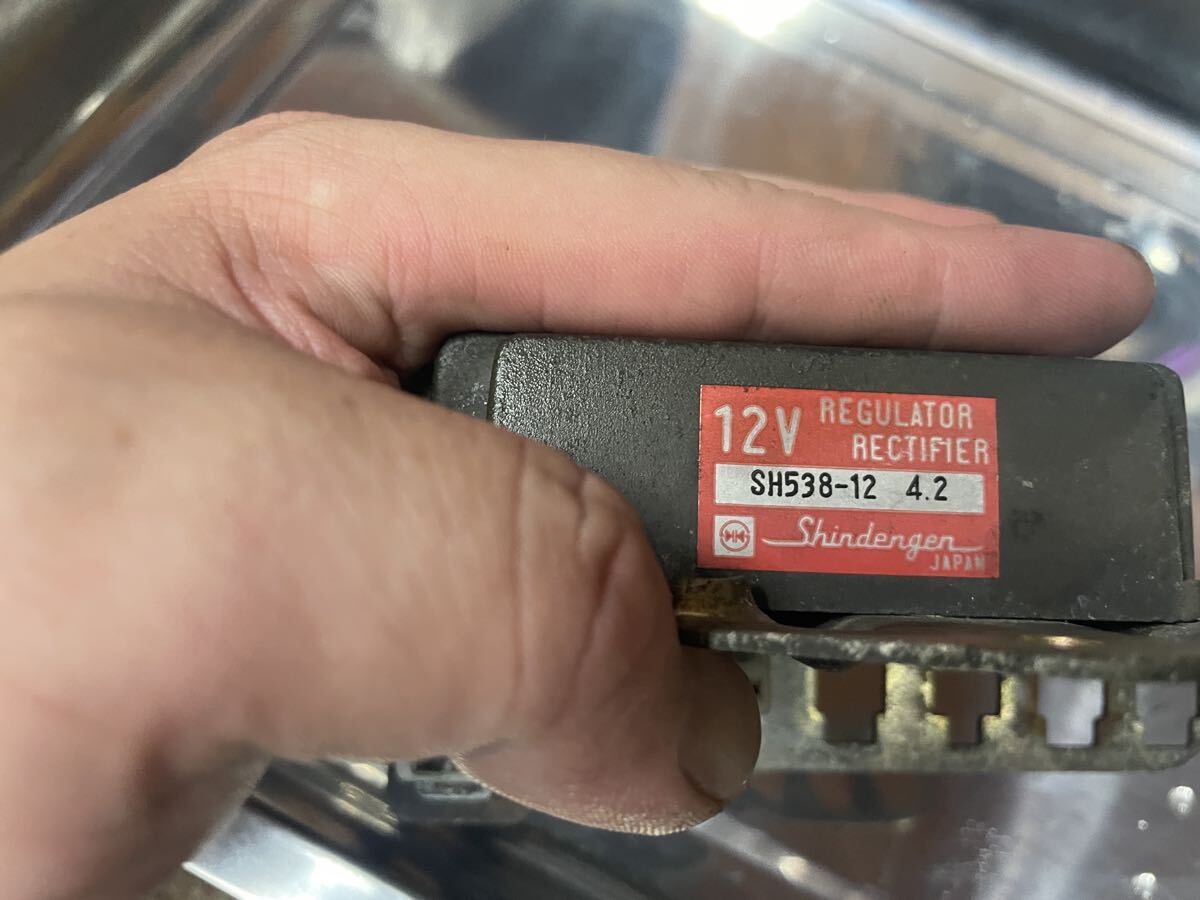 12V REGULATOR
RECTIFIER
SH538-12 4.2
Shindengen
JAPAN